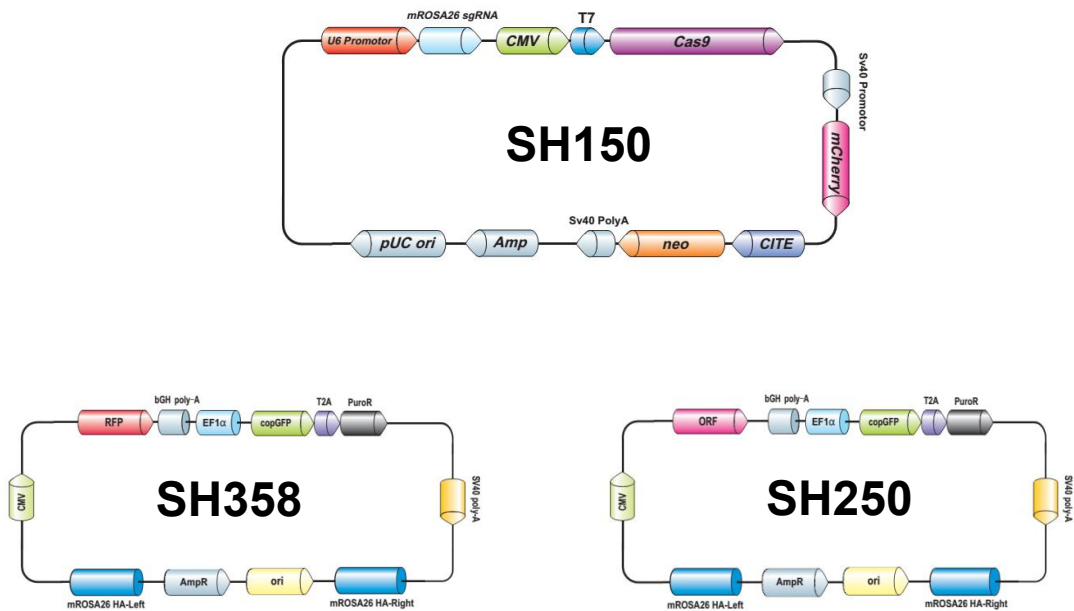 mROSA26 sgRNA
T7
U6 Promotor
CMV
Cas9
Sv40 Promotor
mCherry
SH150
Sv40 PolyA
pUC ori
Amp
neo
CITE
bGH poly-A
T2A
PuroR
RFP
EF1α
copGFP
CMV
SH358
SV40 poly-A
AmpR
ori
mROSA26 HA-Left
mROSA26 HA-Right
bGH poly-A
T2A
PuroR
ORF
EF1α
copGFP
CMV
SH250
SV40 poly-A
AmpR
ori
mROSA26 HA-Left
mROSA26 HA-Right